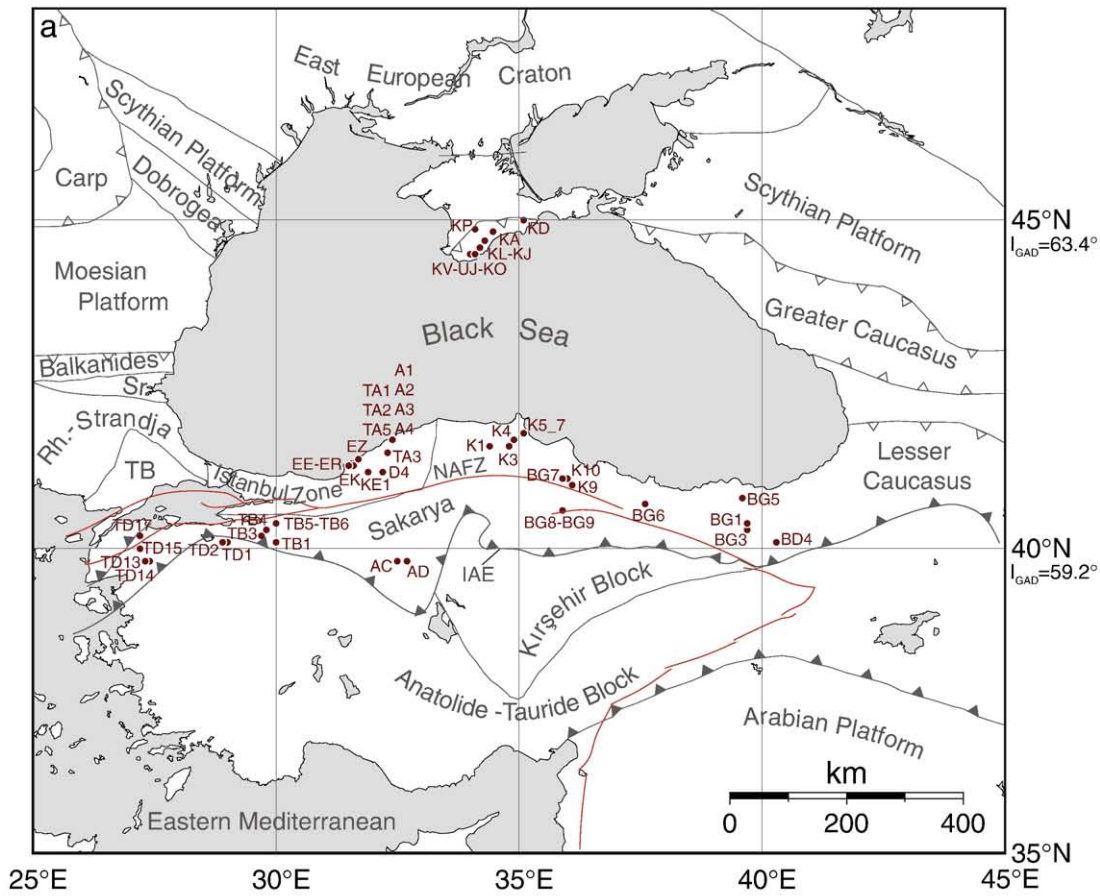 a
East European Craton
Scythian Platform
Carp
Dobrogea
Scythian Platform
45°N
I_GAD=63.4°
KP
KD
KA
KL-KJ
KV-UJ-KO
Moesian
Platform
Greater Caucasus
Black Sea
Balkanides
Sr.
Rh.- Strandja
A1
TA1 A2
TA2 A3
TA5 A4
EZ
TA3
EE-ER
EK
KE1
D4
K1
K4
K5_7
K3
TB
Istanbul Zone
NAFZ
BG7
K10
K9
Lesser
Caucasus
BG5
BG6
BG8-BG9
BG1
BG3
BD4
Sakarya
TD17
TB4
TB5-TB6
TB3
TB1
TD15
TD2
TD1
TD13
TD14
AC
AD
IAE
40°N
I_GAD=59.2°
Kırşehir Block
Anatolide -Tauride Block
Arabian Platform
Eastern Mediterranean
km
0 200 400
35°N
25°E 30°E 35°E 40°E 45°E